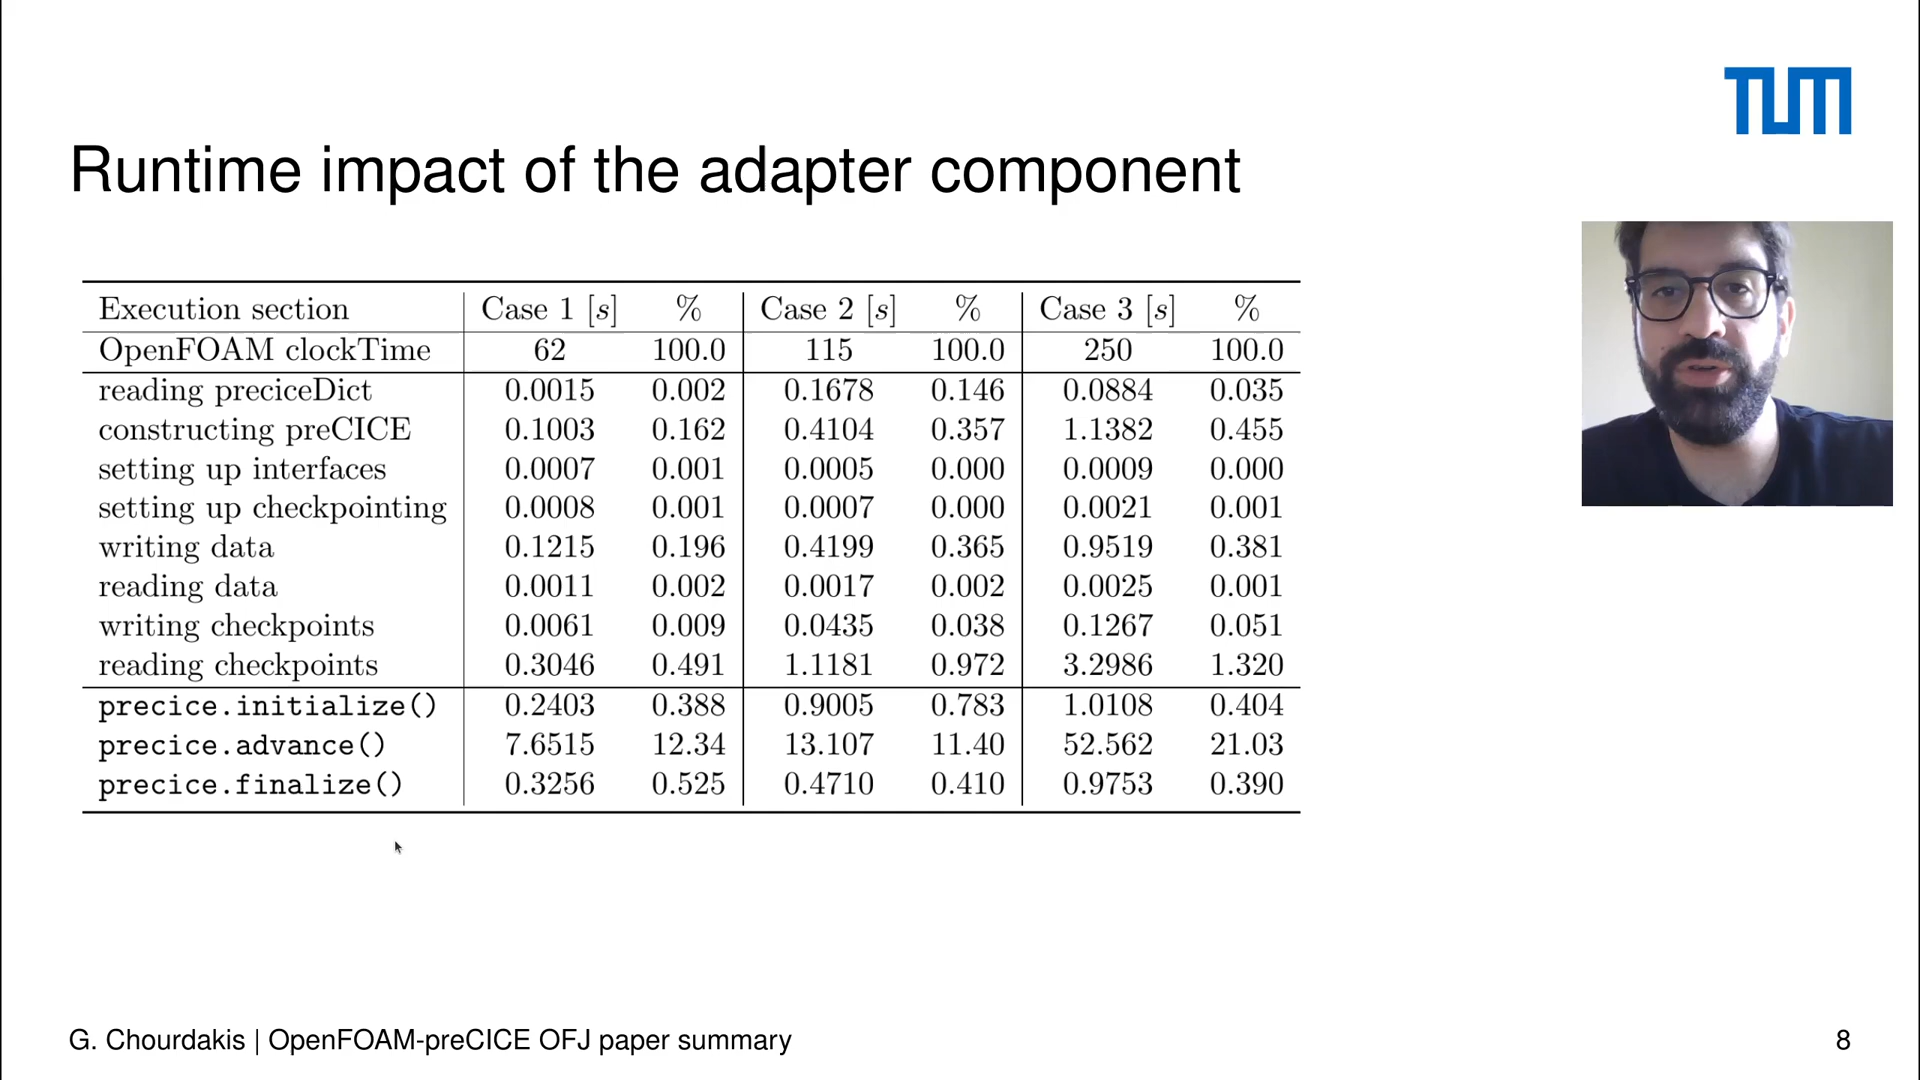 TUM
Runtime impact of the adapter component
Execution section Case 1 [s] % Case 2 [s] % Case 3 [s] %
OpenFOAM clockTime 62 100.0 115 100.0 250 100.0
reading preciceDict 0.0015 0.002 0.1678 0.146 0.0884 0.035
constructing preCICE 0.1003 0.162 0.4104 0.357 1.1382 0.455
setting up interfaces 0.0007 0.001 0.0005 0.000 0.0009 0.000
setting up checkpointing 0.0008 0.001 0.0007 0.000 0.0021 0.001
writing data 0.1215 0.196 0.4199 0.365 0.9519 0.381
reading data 0.0011 0.002 0.0017 0.002 0.0025 0.001
writing checkpoints 0.0061 0.009 0.0435 0.038 0.1267 0.051
reading checkpoints 0.3046 0.491 1.1181 0.972 3.2986 1.320
precice.initialize() 0.2403 0.388 0.9005 0.783 1.0108 0.404
precice.advance() 7.6515 12.34 13.107 11.40 52.562 21.03
precice.finalize() 0.3256 0.525 0.4710 0.410 0.9753 0.390
G. Chourdakis | OpenFOAM-preCICE OFJ paper summary 8